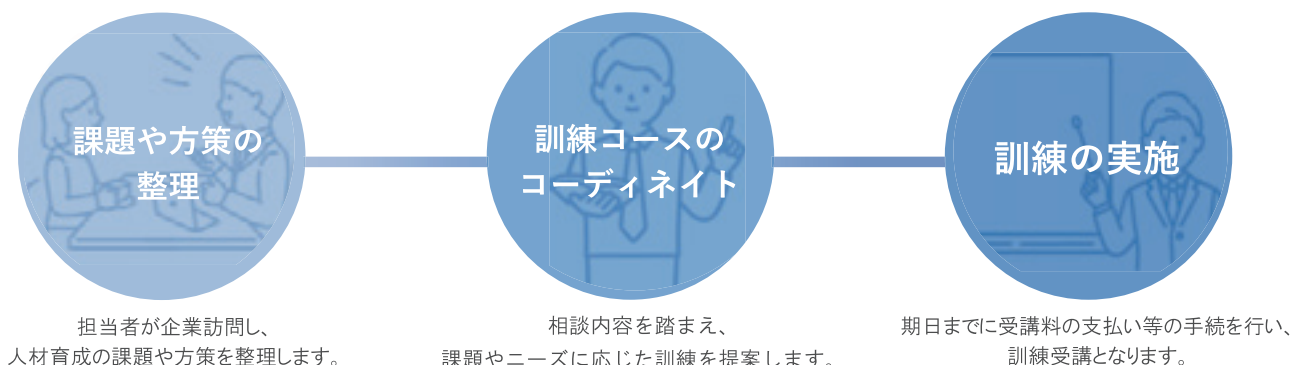 課題や方策の
整理
訓練コースの
コーディネイト
訓練の実施
担当者が企業訪問し、
人材育成の課題や方策を整理します。
相談内容を踏まえ、
課題やニーズに応じた訓練を提案します。
期日までに受講料の支払い等の手続を行い、
訓練受講となります。